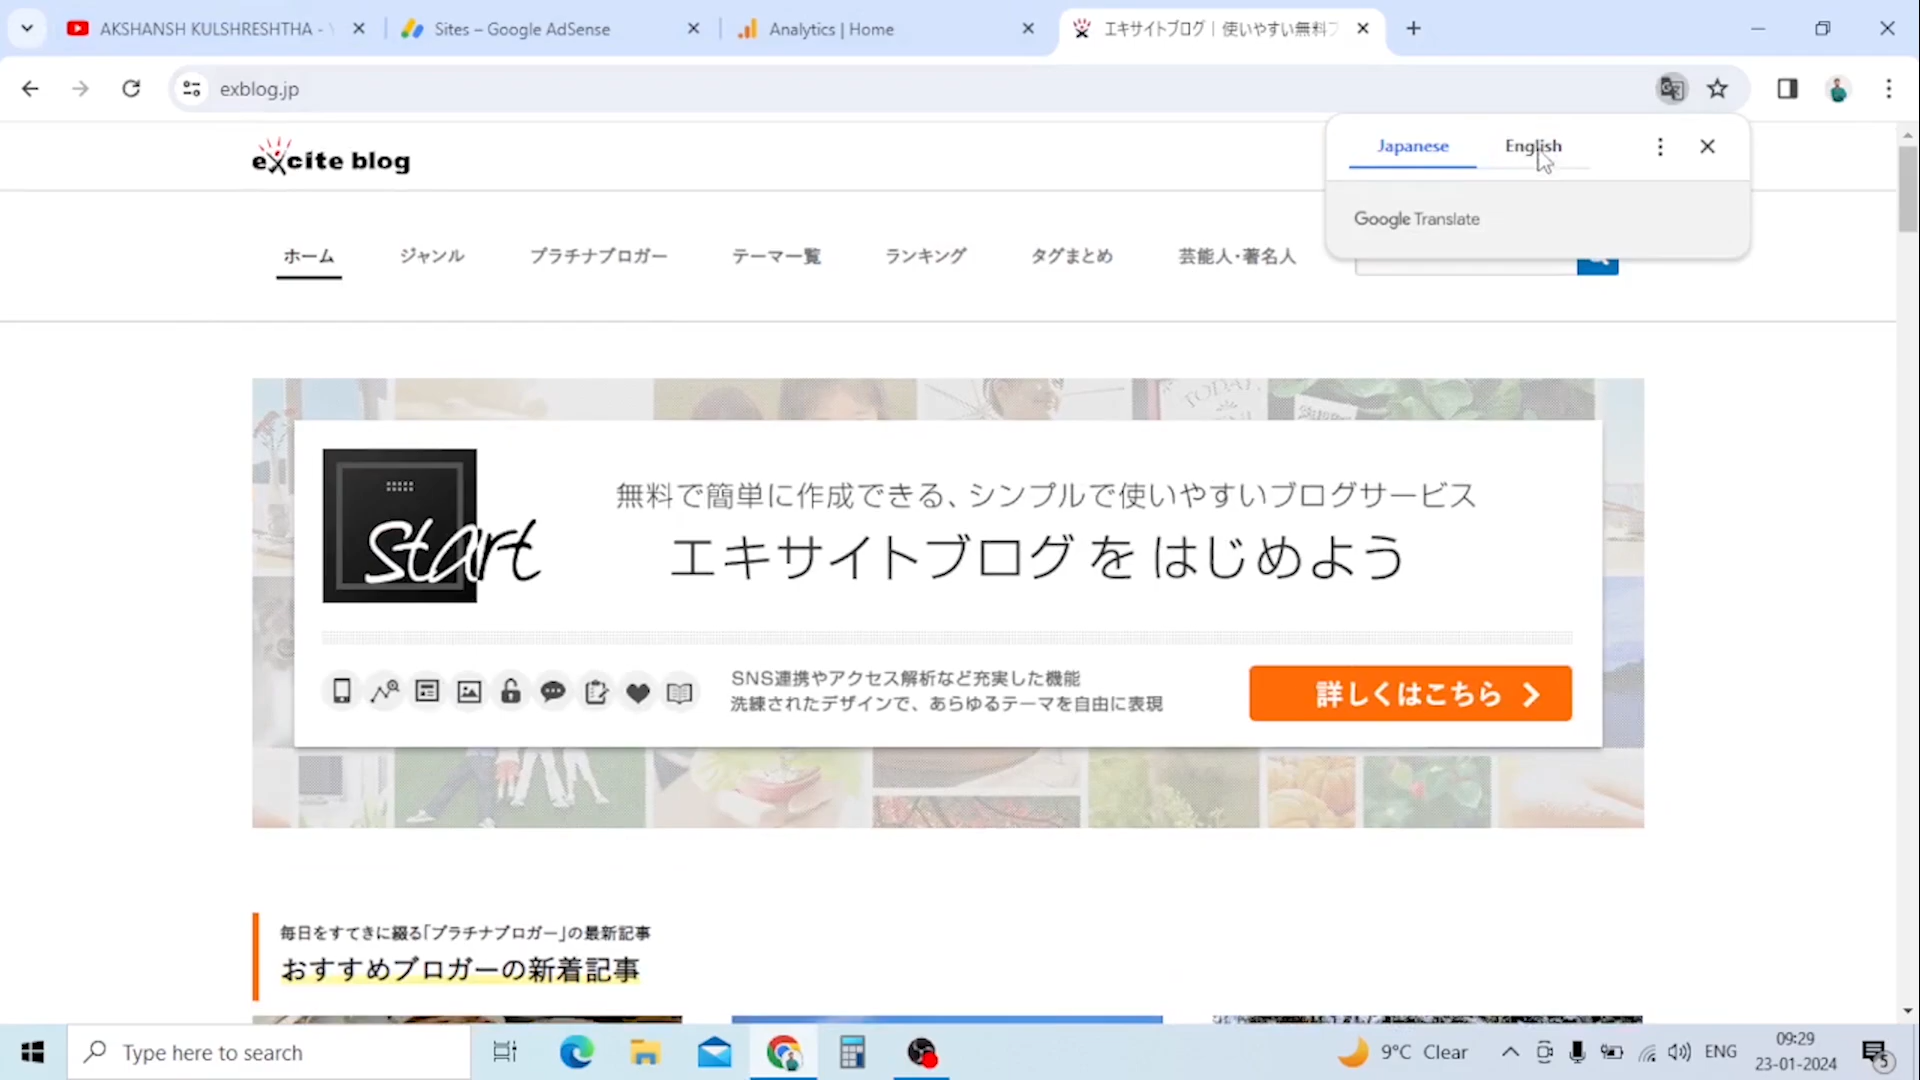 AKSHANSH KULSHRESHTHA -
Sites – Google AdSense
Analytics | Home
エキサイトブログ | 使いやすい無料ブ
exblog.jp
Japanese
English
Google Translate
excite blog
ホーム
ジャンル
プラチナブロガー
テーマ一覧
ランキング
タグまとめ
芸能人・著名人
TODAY,
Start
無料で簡単に作成できる、シンプルで使いやすいブログサービス
エキサイトブログ を はじめよう
SNS連携やアクセス解析など充実した機能
洗練されたデザインで、あらゆるテーマを自由に表現
詳しくはこちら
毎日をすてきに綴る「プラチナブロガー」の最新記事
おすすめブロガーの新着記事
Type here to search
9°C Clear
ENG
09:29
23-01-2024
5